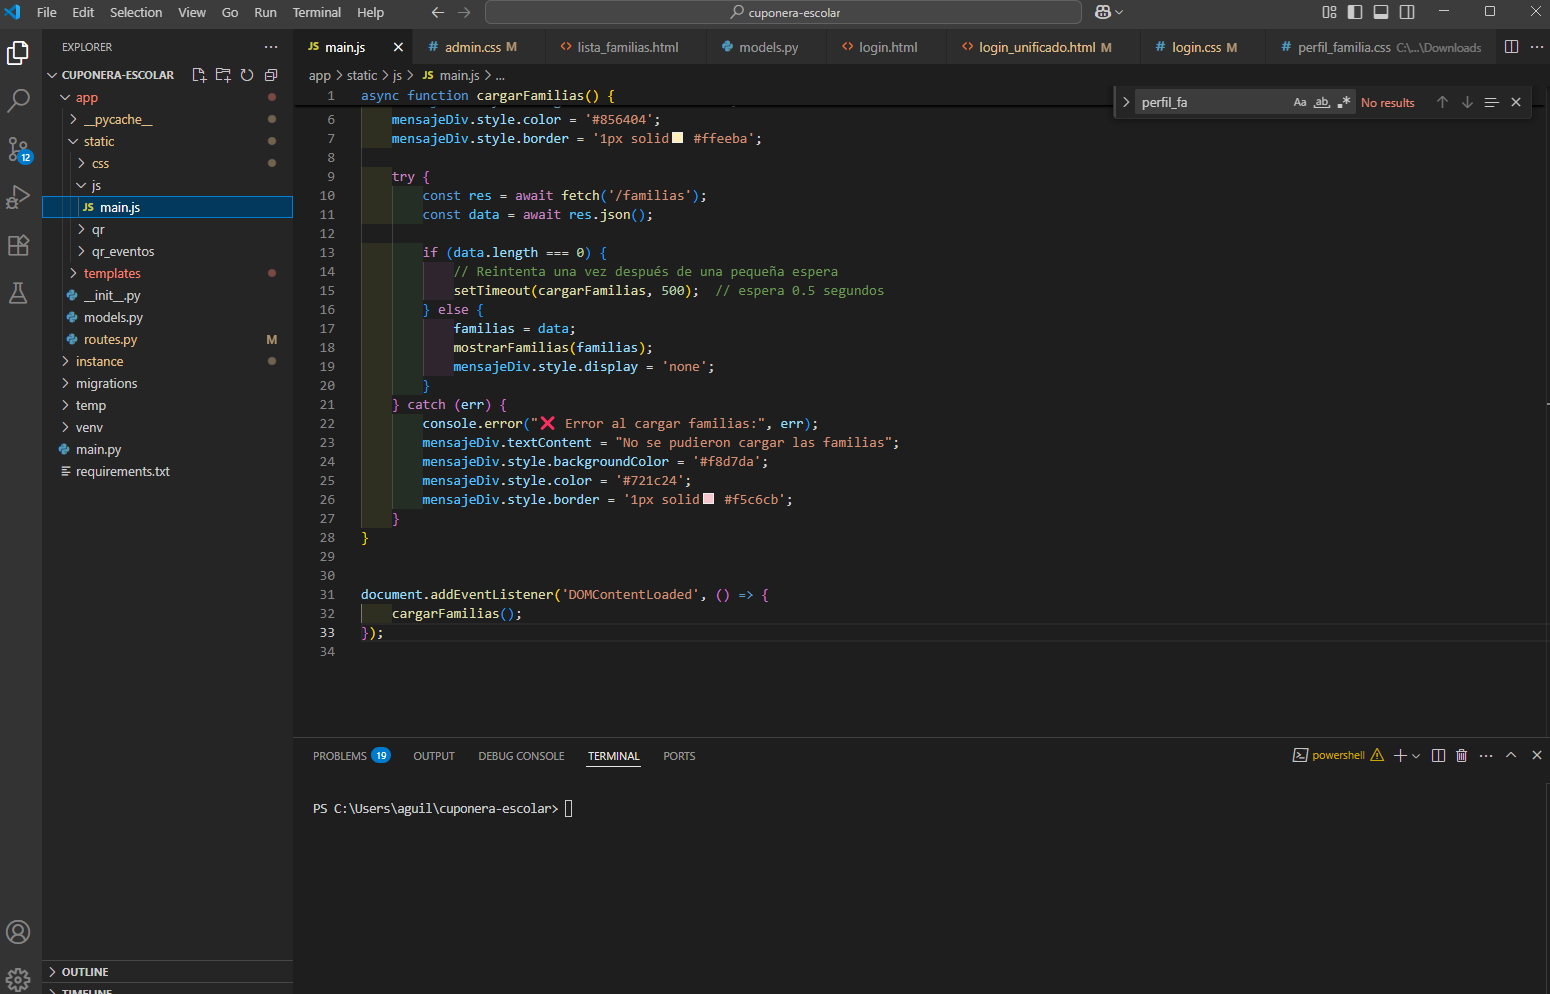 File Edit Selection View Go Run Terminal Help
cuponera-escolar
EXPLORER
CUPONERA-ESCOLAR
app
__pycache__
static
css
js
JS main.js
qr
qr_eventos
templates
__init__.py
models.py
routes.py M
instance
migrations
temp
venv
main.py
requirements.txt
OUTLINE
TIMELINE
12
JS main.js
# admin.css M
<> lista_familias.html
models.py
<> login.html
<> login_unificado.html M
# login.css M
# perfil_familia.css C:\...\Downloads
app > static > js > JS main.js > ...
perfil_fa Aa ab .* No results
1 async function cargarFamilias() {
6 mensajeDiv.style.color = '#856404';
7 mensajeDiv.style.border = '1px solid #ffeeba';
8
9 try {
10 const res = await fetch('/familias');
11 const data = await res.json();
12
13 if (data.length === 0) {
14 // Reintenta una vez después de una pequeña espera
15 setTimeout(cargarFamilias, 500); // espera 0.5 segundos
16 } else {
17 familias = data;
18 mostrarFamilias(familias);
19 mensajeDiv.style.display = 'none';
20 }
21 } catch (err) {
22 console.error("❌ Error al cargar familias:", err);
23 mensajeDiv.textContent = "No se pudieron cargar las familias";
24 mensajeDiv.style.backgroundColor = '#f8d7da';
25 mensajeDiv.style.color = '#721c24';
26 mensajeDiv.style.border = '1px solid #f5c6cb';
27 }
28 }
29
30
31 document.addEventListener('DOMContentLoaded', () => {
32 cargarFamilias();
33 });
34
PROBLEMS 19 OUTPUT DEBUG CONSOLE TERMINAL PORTS
powershell
PS C:\Users\aguil\cuponera-escolar>